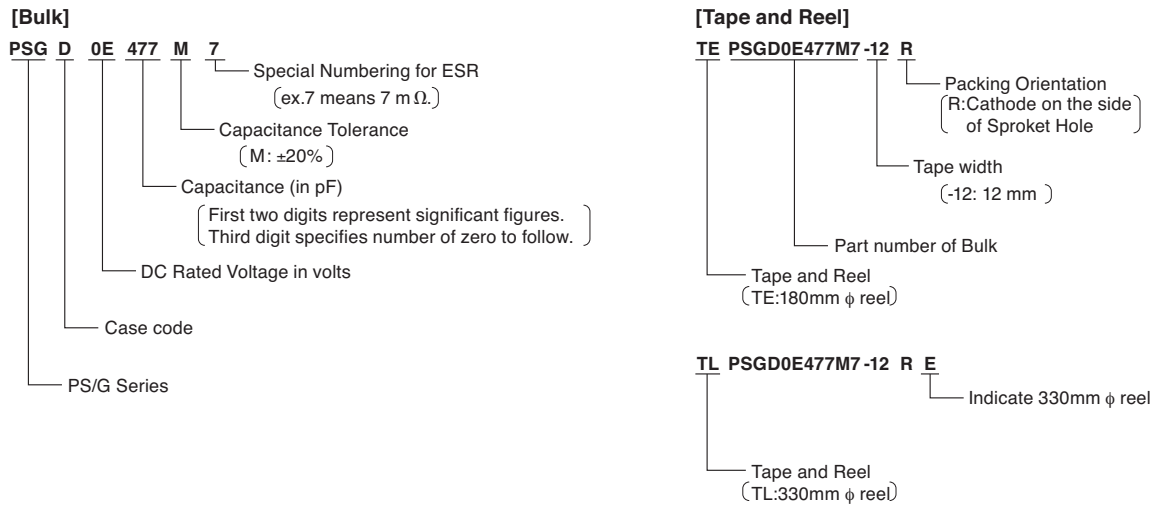 [Bulk]
PSG D 0E 477 M 7
Special Numbering for ESR
(ex.7 means 7 mΩ.)
Capacitance Tolerance
(M: ±20%)
Capacitance (in pF)
(First two digits represent significant figures.
Third digit specifies number of zero to follow.)
DC Rated Voltage in volts
Case code
PS/G Series
[Tape and Reel]
TE PSGD0E477M7 -12 R
Packing Orientation
(R:Cathode on the side
of Sproket Hole)
Tape width
(-12: 12 mm )
Part number of Bulk
Tape and Reel
(TE:180mm ϕ reel)
TL PSGD0E477M7 -12 R E
Indicate 330mm ϕ reel
Tape and Reel
(TL:330mm ϕ reel)